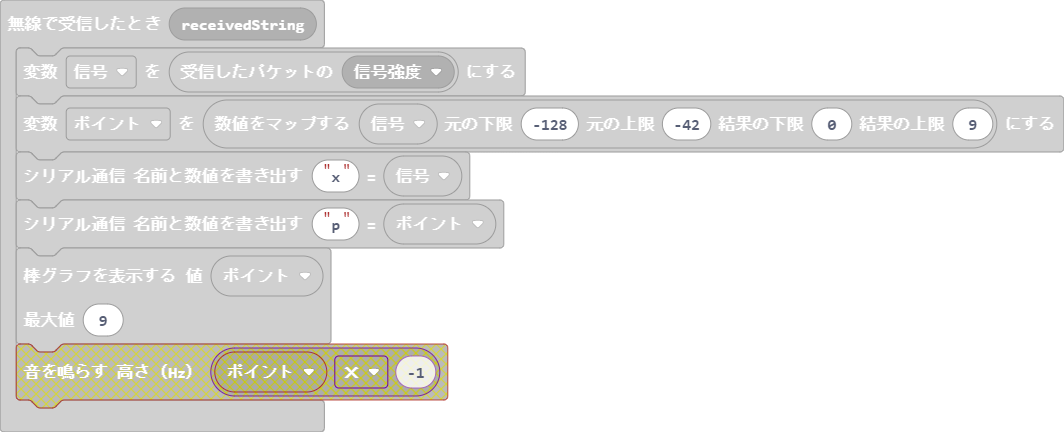 無線で受信したとき receivedString
変数 信号 を 受信したパケットの 信号強度 にする
変数 ポイント を 数値をマップする 信号 元の下限 -128 元の上限 -42 結果の下限 0 結果の上限 9 にする
シリアル通信 名前と数値を書き出す "x" = 信号
シリアル通信 名前と数値を書き出す "p" = ポイント
棒グラフを表示する 値 ポイント
最大値 9
音を鳴らす 高さ（Hz） ポイント × -1